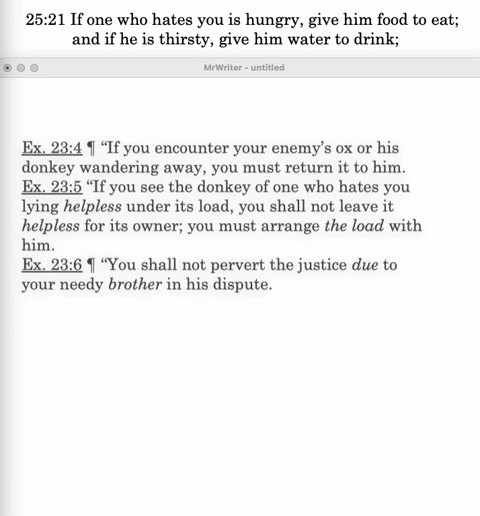 25:21 If one who hates you is hungry, give him food to eat;
and if he is thirsty, give him water to drink;
MrWriter - untitled
Ex. 23:4 ¶ “If you encounter your enemy’s ox or his
donkey wandering away, you must return it to him.
Ex. 23:5 “If you see the donkey of one who hates you
lying helpless under its load, you shall not leave it
helpless for its owner; you must arrange the load with
him.
Ex. 23:6 ¶ “You shall not pervert the justice due to
your needy brother in his dispute.